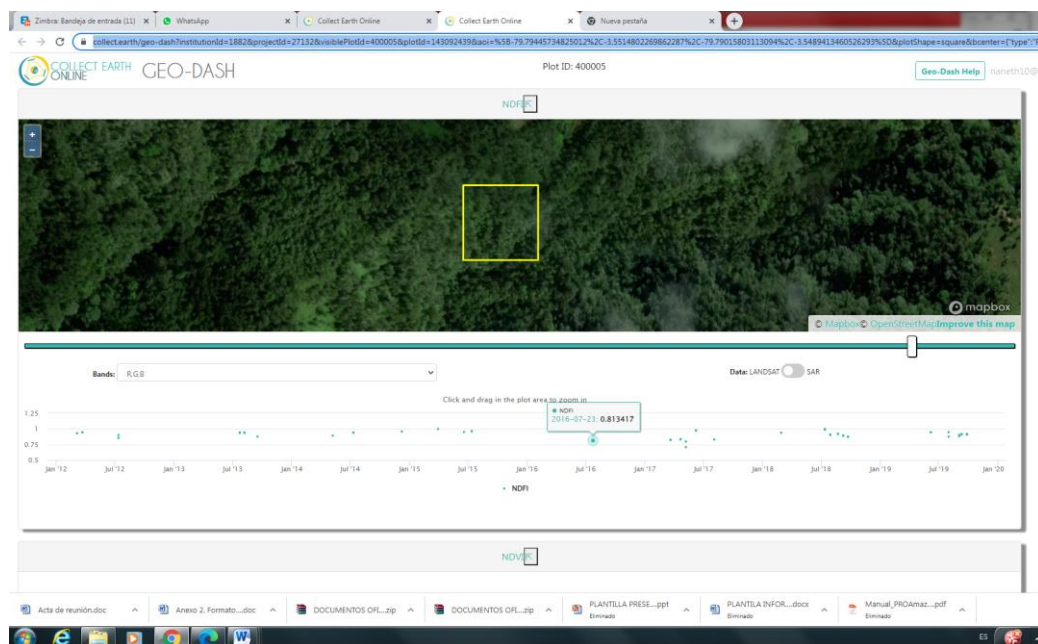 Zimbra: Bandeja de entrada (11)
WhatsApp
Collect Earth Online
Collect Earth Online
Nueva pestaña
collect.earth/geo-dash?institutionId=1882&projectId=27132&visiblePlotId=400005&plotId=143092439&aoi=%5B-79.79445734825012%2C-3.5514802269862287%2C-79.79015803113094%2C-3.5489413460526293%5D&plotShape=square&bcenter={"type":"
COLLECT EARTH
ONLINE
GEO-DASH
Plot ID: 400005
Geo-Dash Help
NDFI
+
−
mapbox
© Mapbox © OpenStreetMap Improve this map
Bands: R,G,B
Data: LANDSAT SAR
Click and drag in the plot area to zoom in
NDFI
2016-07-23: 0.813417
1.25
1
0.75
0.5
Jan '12 Jul '12 Jan '13 Jul '13 Jan '14 Jul '14 Jan '15 Jul '15 Jan '16 Jul '16 Jan '17 Jul '17 Jan '18 Jul '18 Jan '19 Jul '19 Jan '20
NDFI
NDVI
Acta de reunión.doc
Anexo 2. Formato....doc
DOCUMENTOS OFI....zip
DOCUMENTOS OFI....zip
PLANTILLA PRESE....ppt
Eliminado
PLANTILA INFOR....docx
Eliminado
Manual_PROAmaz....pdf
Eliminado
ES